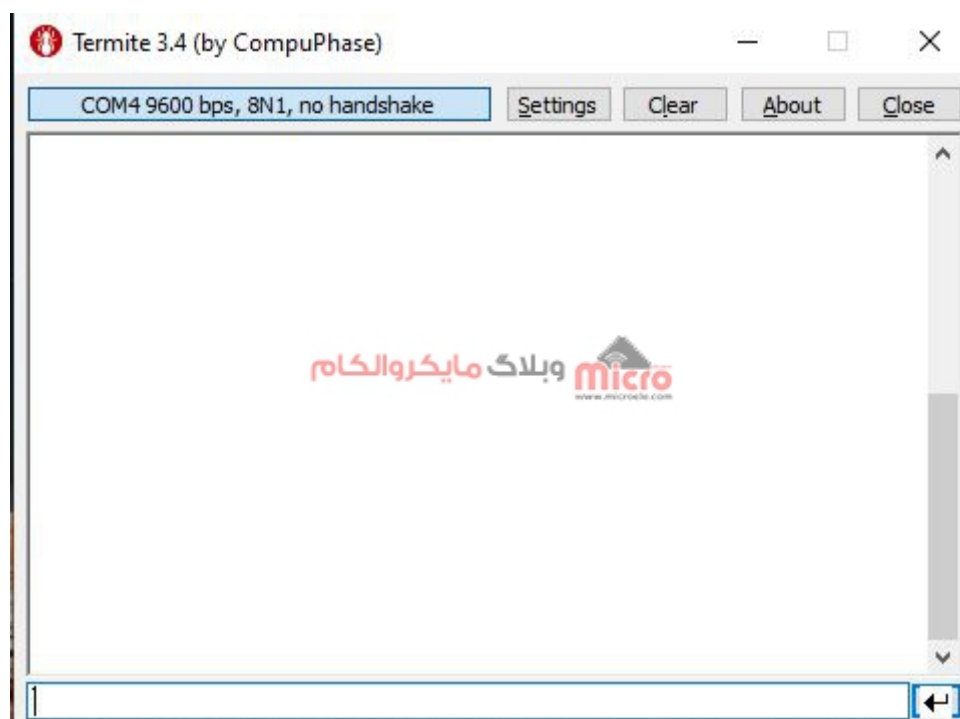 Termite 3.4 (by CompuPhase)
COM4 9600 bps, 8N1, no handshake Settings Clear About Close
وبلاگ مایکروالکام Micro
www.microele.com